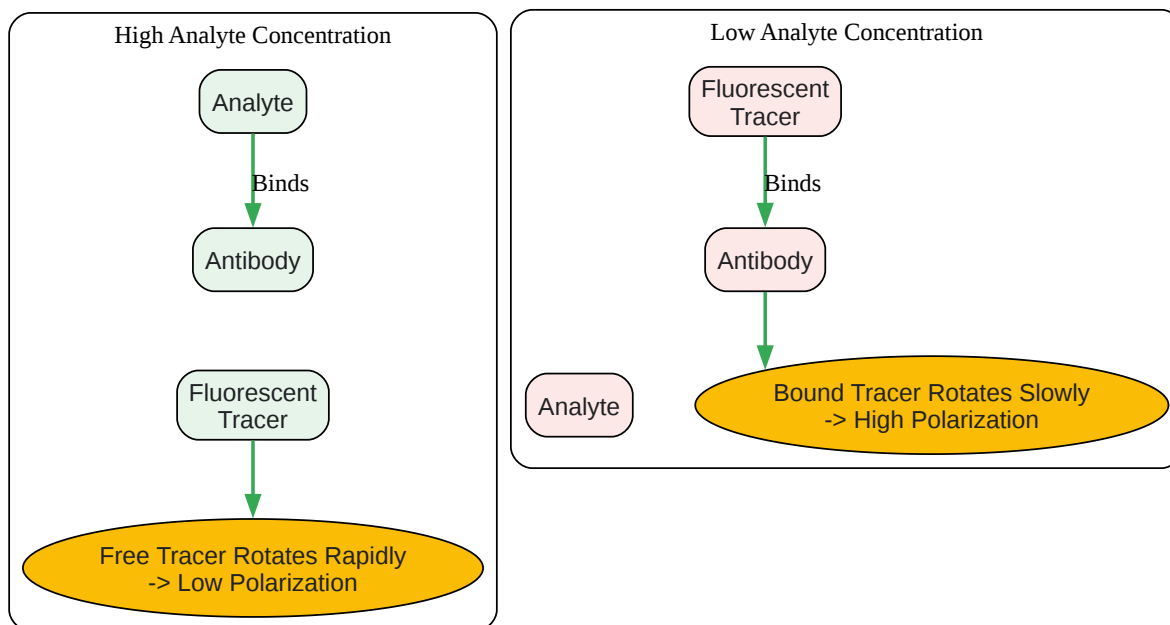 High Analyte Concentration
Analyte
Binds
Antibody
Fluorescent
Tracer
Free Tracer Rotates Rapidly
-> Low Polarization
Low Analyte Concentration
Fluorescent
Tracer
Binds
Antibody
Analyte
Bound Tracer Rotates Slowly
-> High Polarization